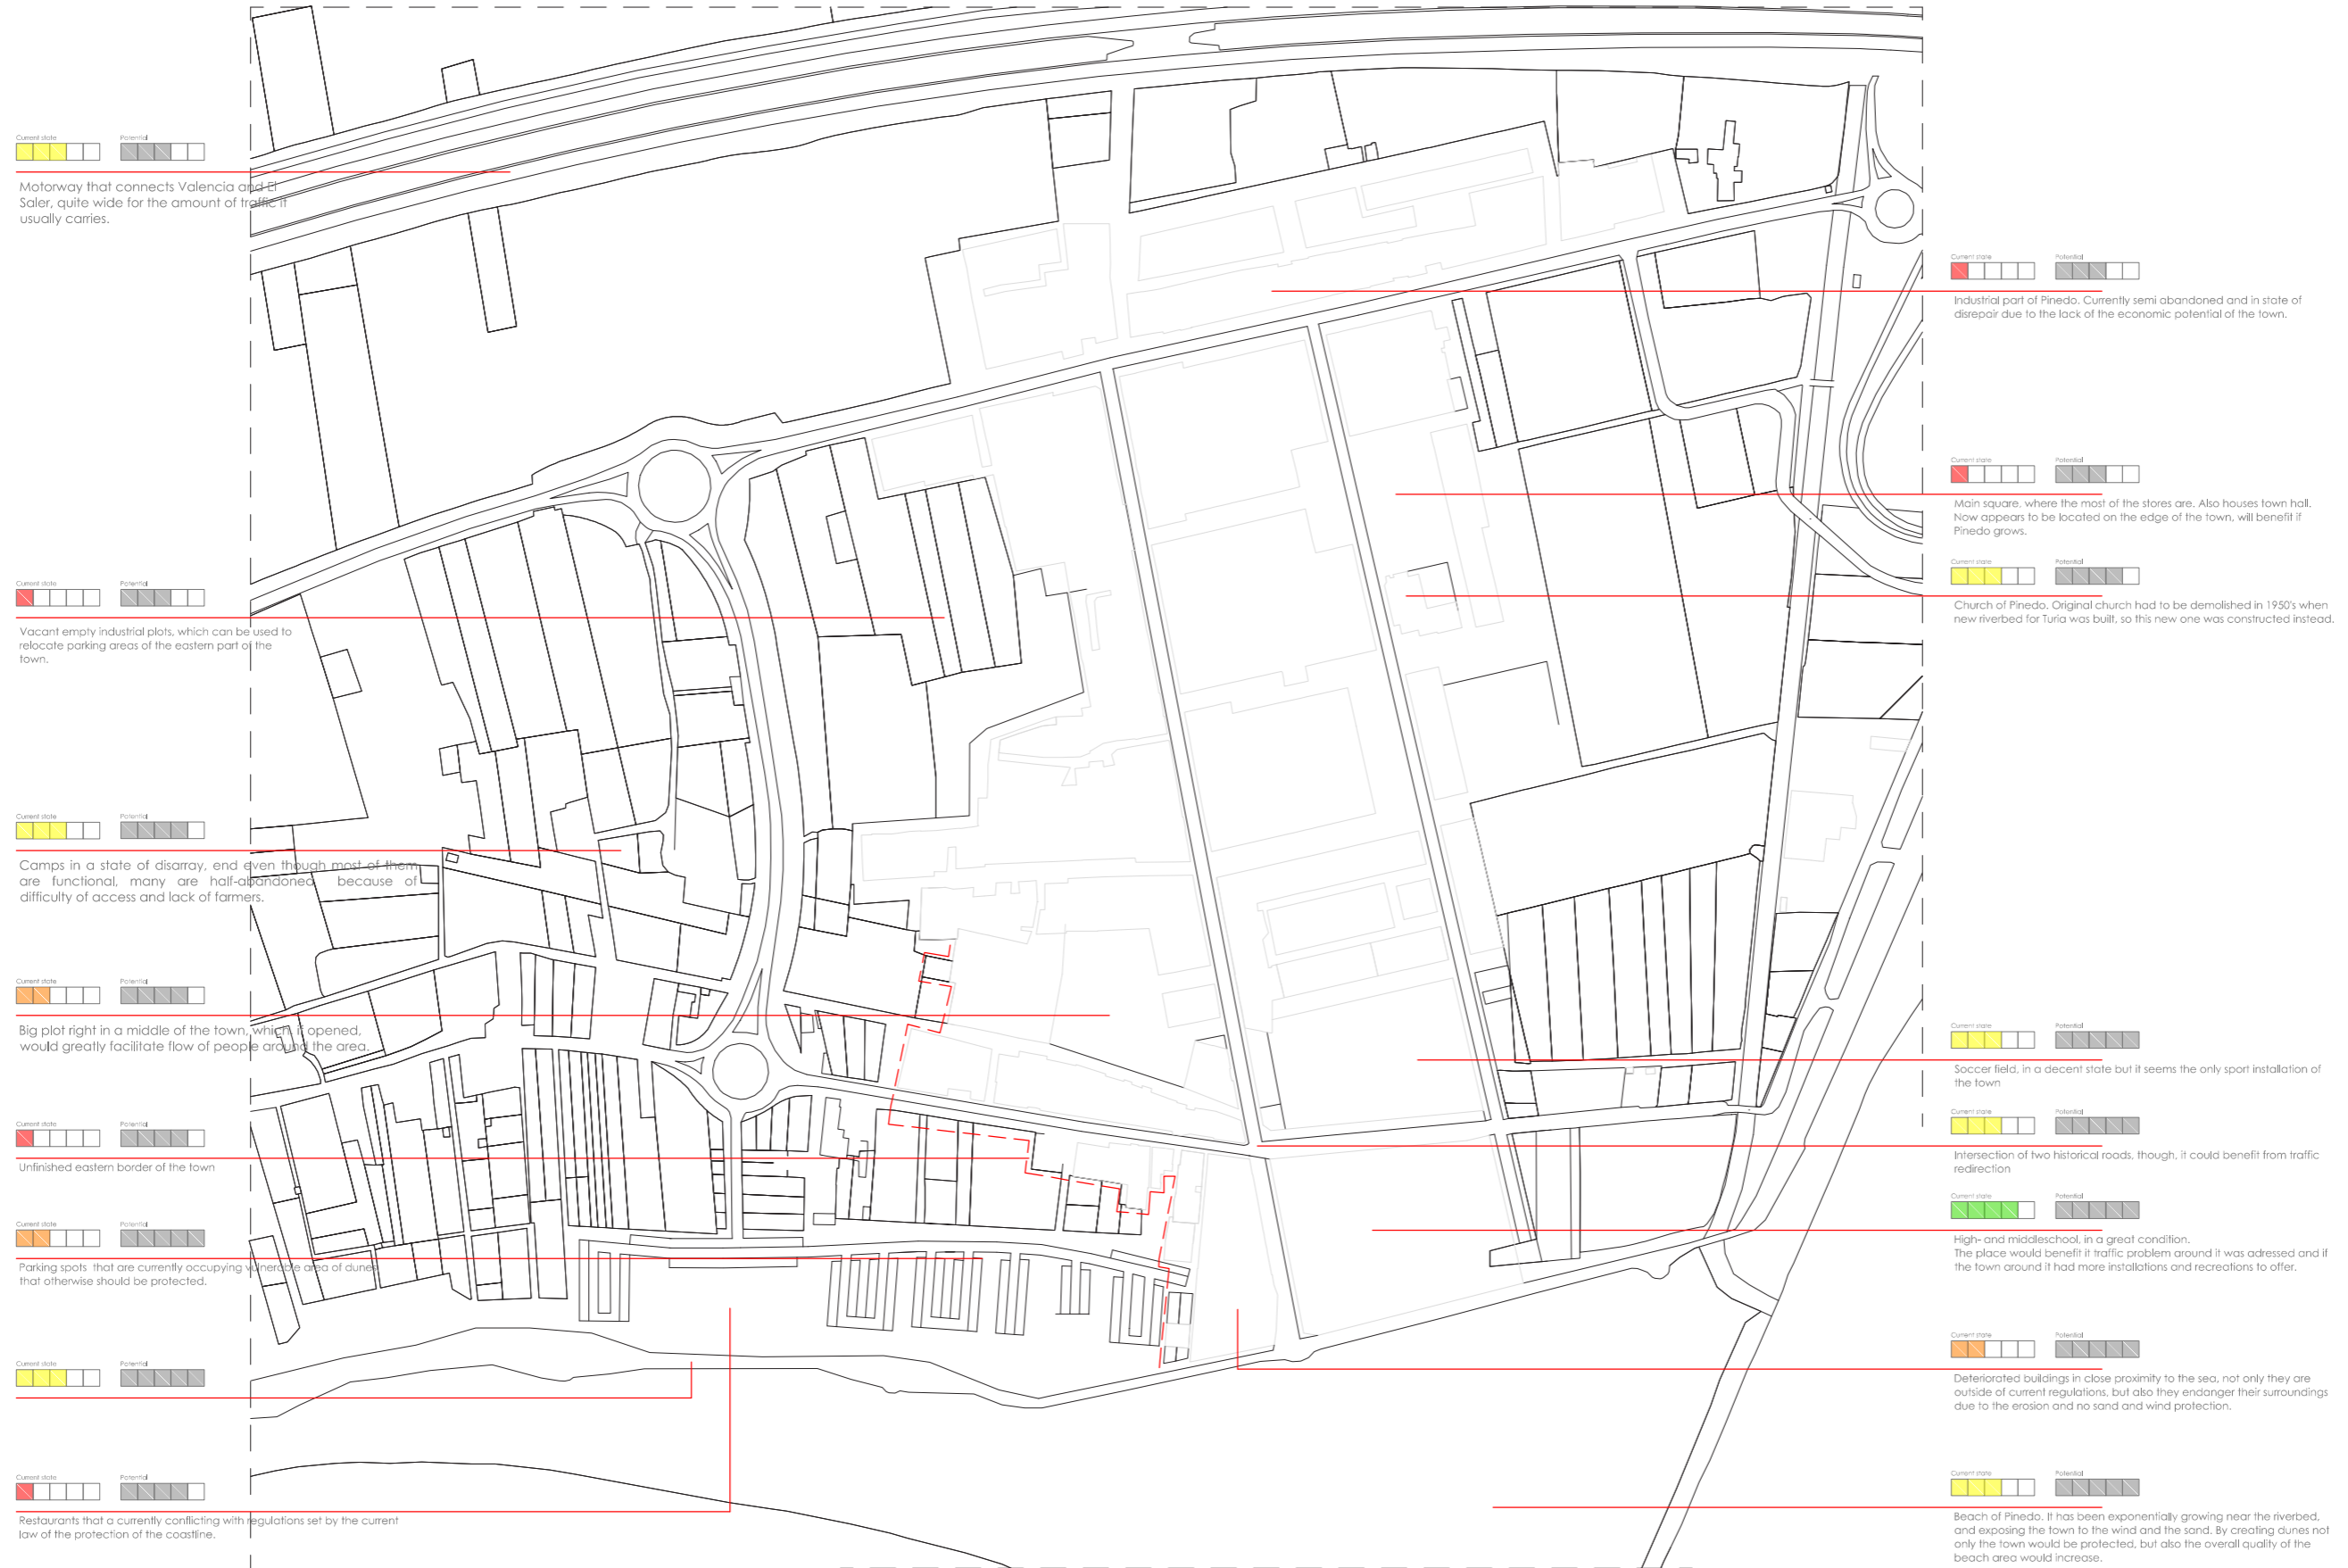 Current state Potential
Motorway that connects Valencia and El
Saler, quite wide for the amount of traffic it
usually carries.
Current state Potential
Vacant empty industrial plots, which can be used to
relocate parking areas of the eastern part of the
town.
Current state Potential
Camps in a state of disarray, end even though most of them
are functional, many are half-abandoned because of
difficulty of access and lack of farmers.
Current state Potential
Big plot right in a middle of the town, which, if opened,
would greatly facilitate flow of people around the area.
Current state Potential
Unfinished eastern border of the town
Current state Potential
Parking spots that are currently occupying vulnerable area of dunes
that otherwise should be protected.
Current state Potential
Current state Potential
Restaurants that a currently conflicting with regulations set by the current
law of the protection of the coastline.
Current state Potential
Industrial part of Pinedo. Currently semi abandoned and in state of
disrepair due to the lack of the economic potential of the town.
Current state Potential
Main square, where the most of the stores are. Also houses town hall.
Now appears to be located on the edge of the town, will benefit if
Pinedo grows.
Current state Potential
Church of Pinedo. Original church had to be demolished in 1950's when
new riverbed for Turia was built, so this new one was constructed instead.
Current state Potential
Soccer field, in a decent state but it seems the only sport installation of
the town
Current state Potential
Intersection of two historical roads, though, it could benefit from traffic
redirection
Current state Potential
High- and middleschool, in a great condition.
The place would benefit it traffic problem around it was adressed and if
the town around it had more installations and recreations to offer.
Current state Potential
Deteriorated buildings in close proximity to the sea, not only they are
outside of current regulations, but also they endanger their surroundings
due to the erosion and no sand and wind protection.
Current state Potential
Beach of Pinedo. It has been exponentially growing near the riverbed,
and exposing the town to the wind and the sand. By creating dunes not
only the town would be protected, but also the overall quality of the
beach area would increase.